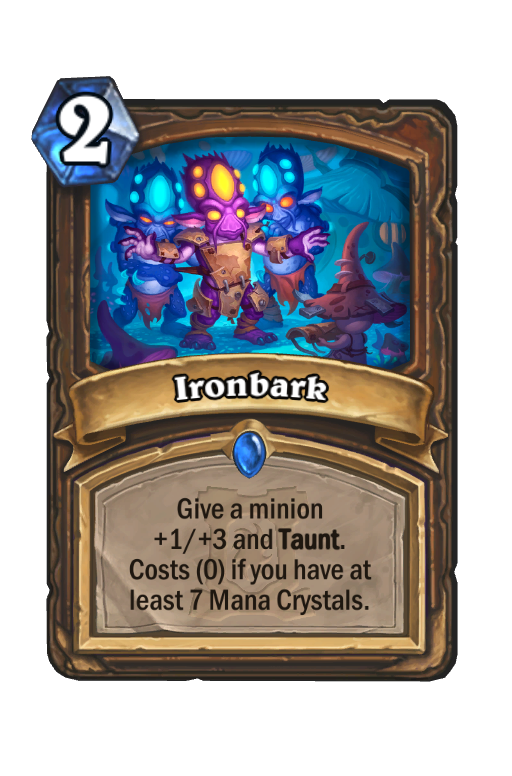 2
Ironbark
Give a minion
+1/+3 and Taunt.
Costs (0) if you have at
least 7 Mana Crystals.